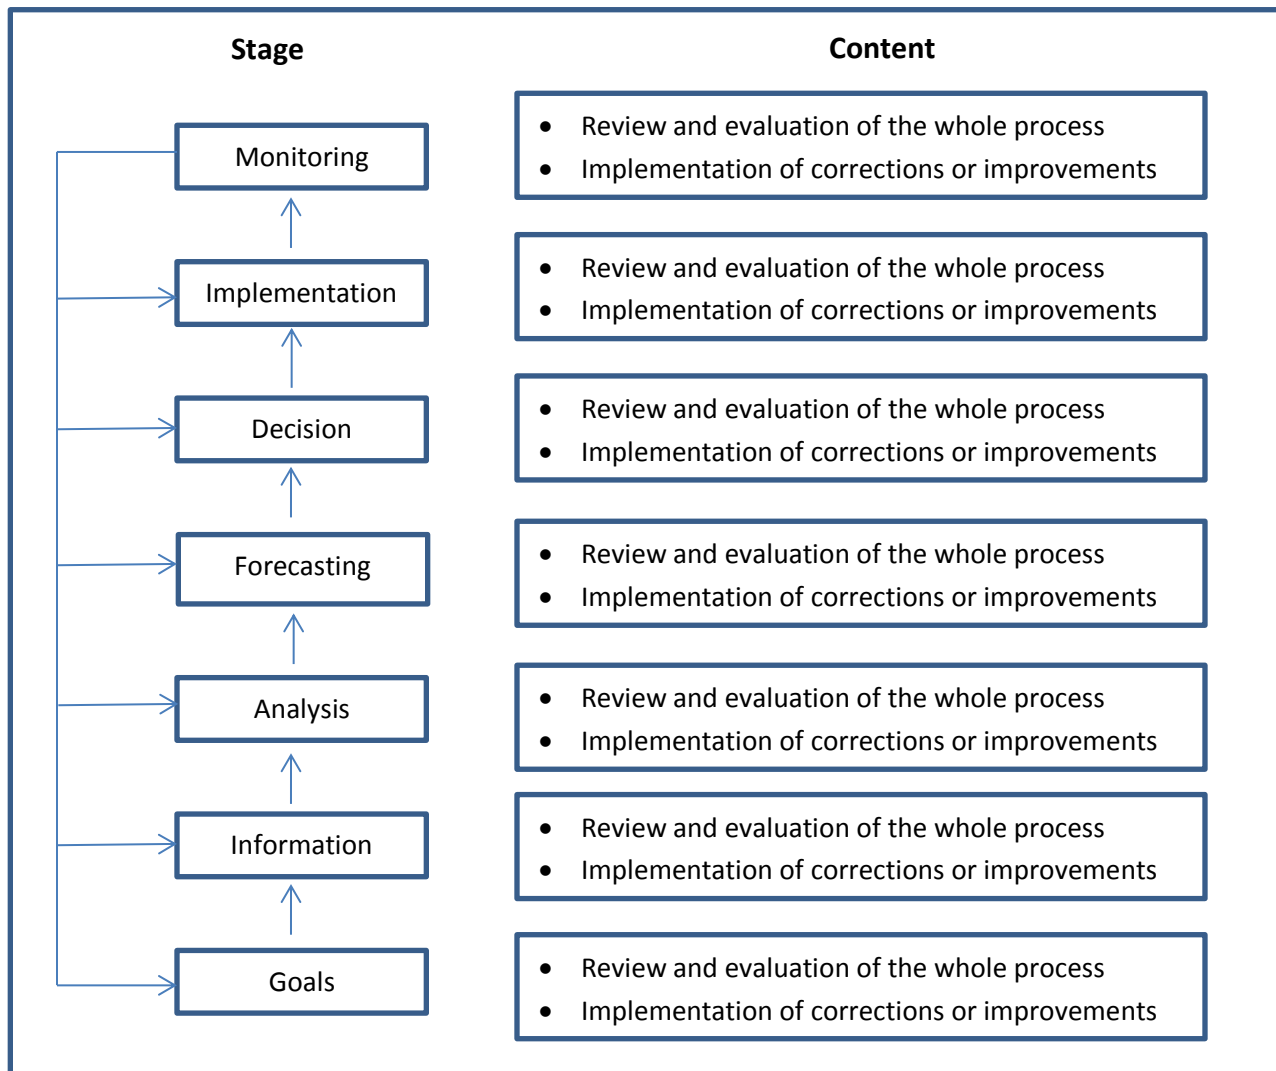 Stage
Content
Monitoring
• Review and evaluation of the whole process
• Implementation of corrections or improvements
Implementation
• Review and evaluation of the whole process
• Implementation of corrections or improvements
Decision
• Review and evaluation of the whole process
• Implementation of corrections or improvements
Forecasting
• Review and evaluation of the whole process
• Implementation of corrections or improvements
Analysis
• Review and evaluation of the whole process
• Implementation of corrections or improvements
Information
• Review and evaluation of the whole process
• Implementation of corrections or improvements
Goals
• Review and evaluation of the whole process
• Implementation of corrections or improvements